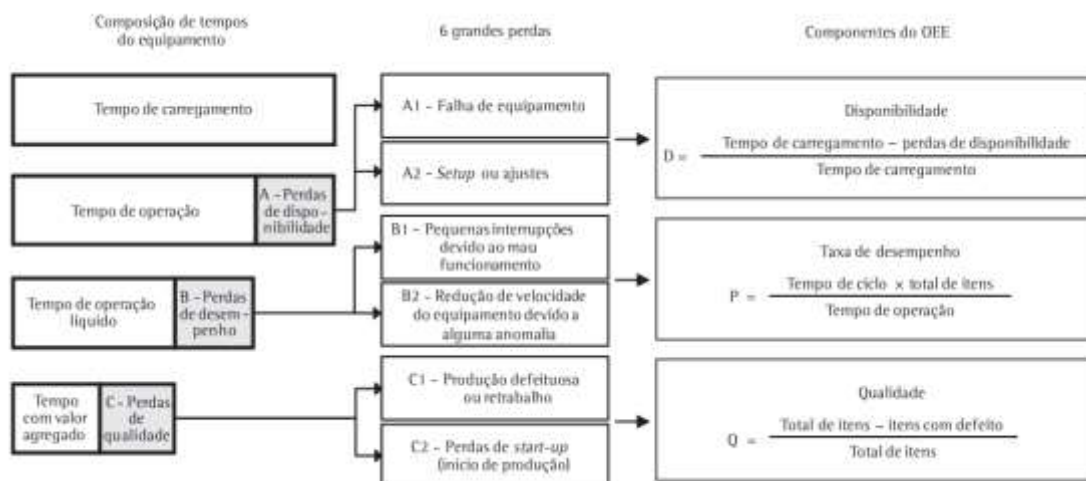 Composição de tempos
do equipamento
6 grandes perdas
Componentes do OEE
Tempo de carregamento
Tempo de operação
A – Perdas
de dispo-
nibilidade
Tempo de operação
líquido
B – Perdas
de desem-
penho
Tempo
com valor
agregado
C – Perdas
de
qualidade
A1 – Falha de equipamento
A2 – Setup ou ajustes
B1 – Pequenas interrupções
devido ao mau
funcionamento
B2 – Redução de velocidade
do equipamento devido a
alguma anomalia
C1 – Produção defeituosa
ou retrabalho
C2 – Perdas de start-up
(início de produção)
Disponibilidade
D = Tempo de carregamento – perdas de disponibilidade
Tempo de carregamento
Taxa de desempenho
P = Tempo de ciclo × total de itens
Tempo de operação
Qualidade
Q = Total de itens – itens com defeito
Total de itens